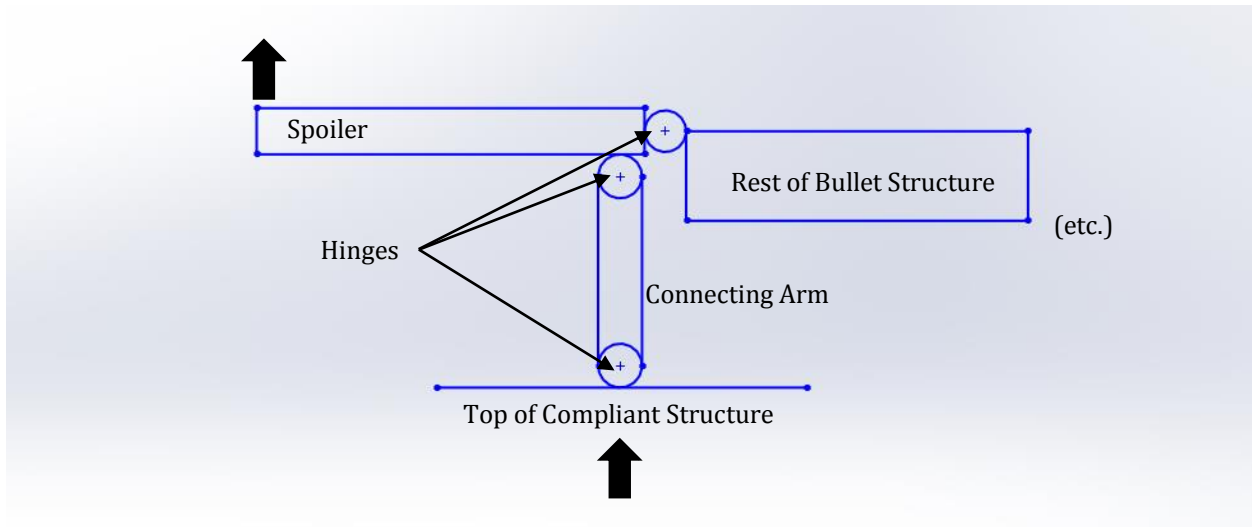 Spoiler
Rest of Bullet Structure
(etc.)
Hinges
Connecting Arm
Top of Compliant Structure